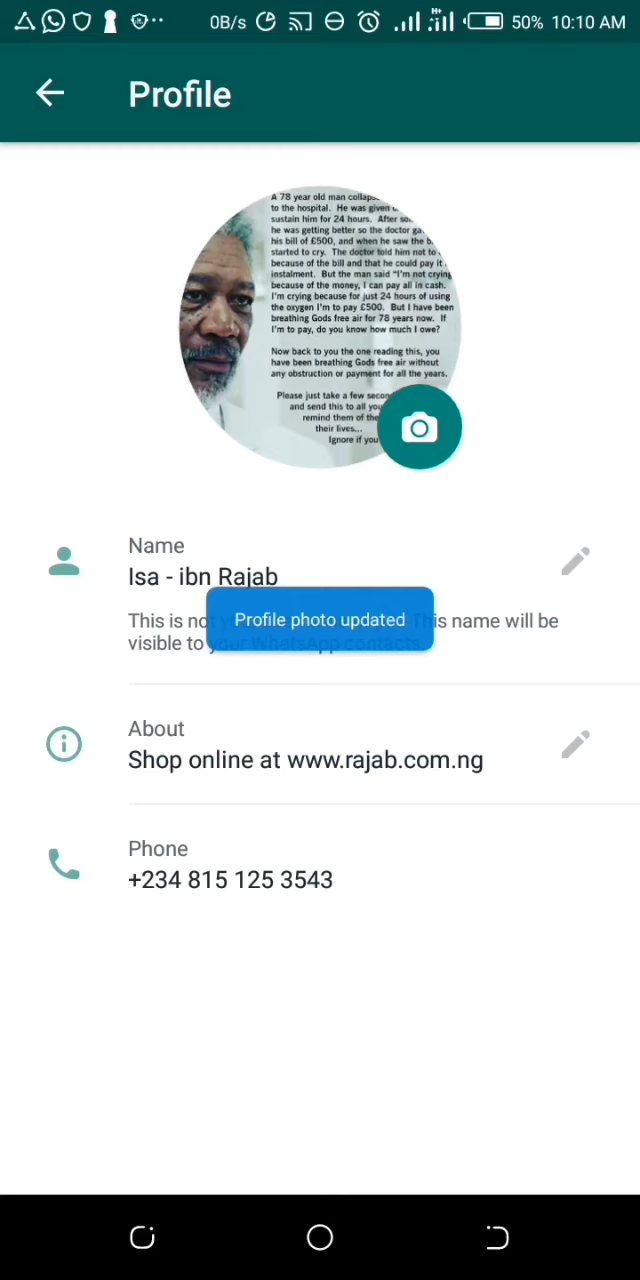 0B/s 50% 10:10 AM
Profile
A 78 year old man
to the hospital. He was given
sustain him for 24 hours. After
he was getting better so the doctor
his bill of £500, and when he saw the
started to cry. The doctor told him not to
because of the bill and that he could pay it
instalment. But the man said "I'm not crying
because of the money, I can pay all in cash.
I'm crying because for just 24 hours of using
the oxygen I'm to pay £500. But I have been
breathing Gods free air for 78 years now. If
I'm to pay, do you know how much I owe?
Now back to you the one reading this, you
have been breathing Gods free air without
any obstruction or payment for all the years.
Please just take a few
and send this to all
remind them of
their lives...
Ignore if you
Name
Isa - ibn Rajab
Profile photo updated
This is not This name will be
visible to your WhatsApp contacts.
About
Shop online at www.rajab.com.ng
Phone
+234 815 125 3543